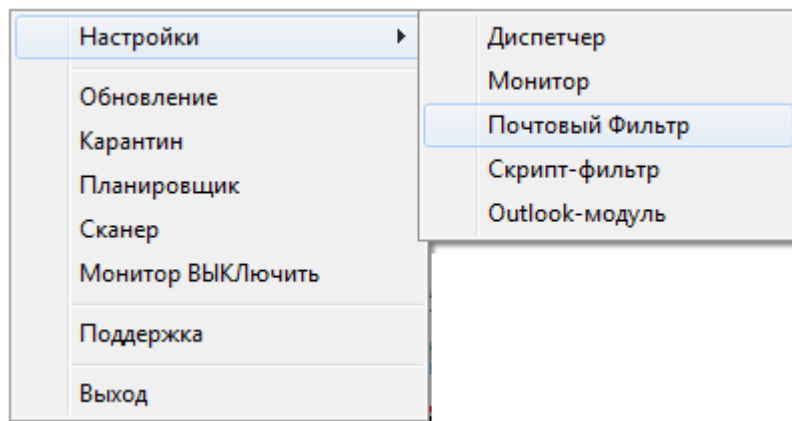 Настройки
Обновление
Карантин
Планировщик
Сканер
Монитор ВЫКЛючить
Поддержка
Выход
Диспетчер
Монитор
Почтовый Фильтр
Скрипт-фильтр
Outlook-модуль